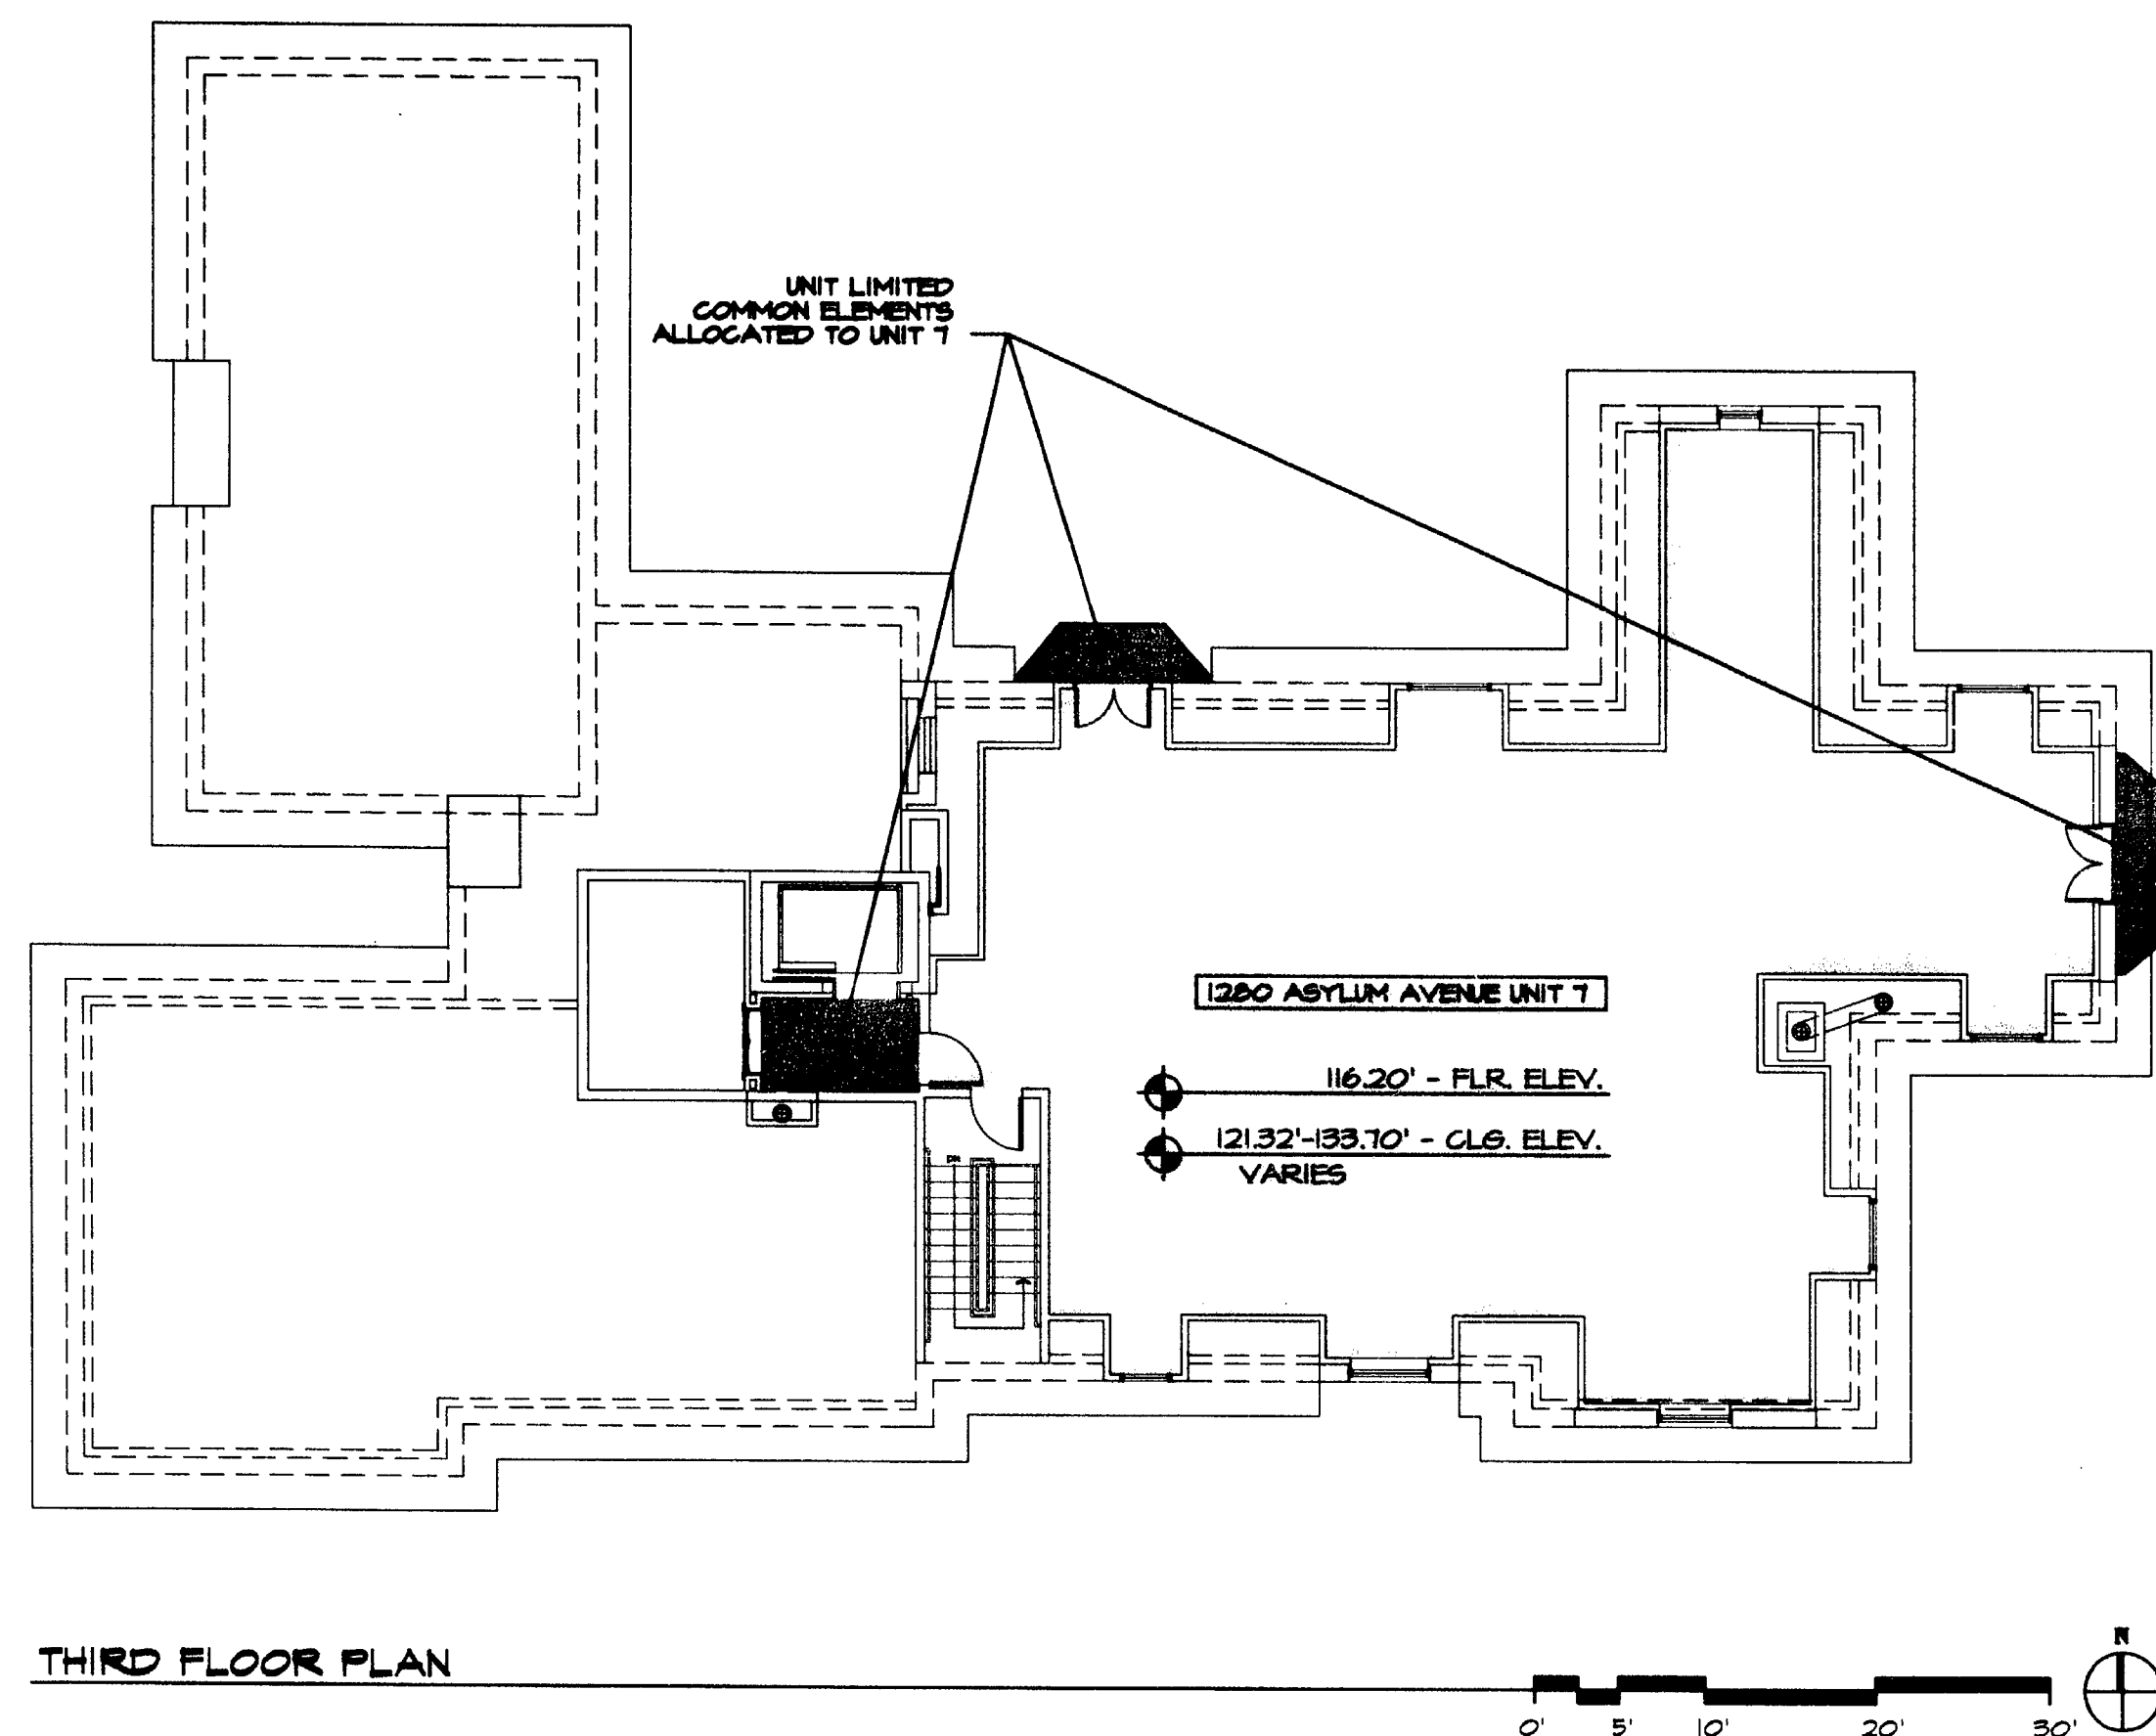 UNIT LIMITED
COMMON ELEMENTS
ALLOCATED TO UNIT 7
1280 ASYLUM AVENUE UNIT 7
116.20' - FLR. ELEV.
121.32'-133.70' - CLG. ELEV.
VARIES
DN
THIRD FLOOR PLAN
N
0' 5' 10' 20' 30'